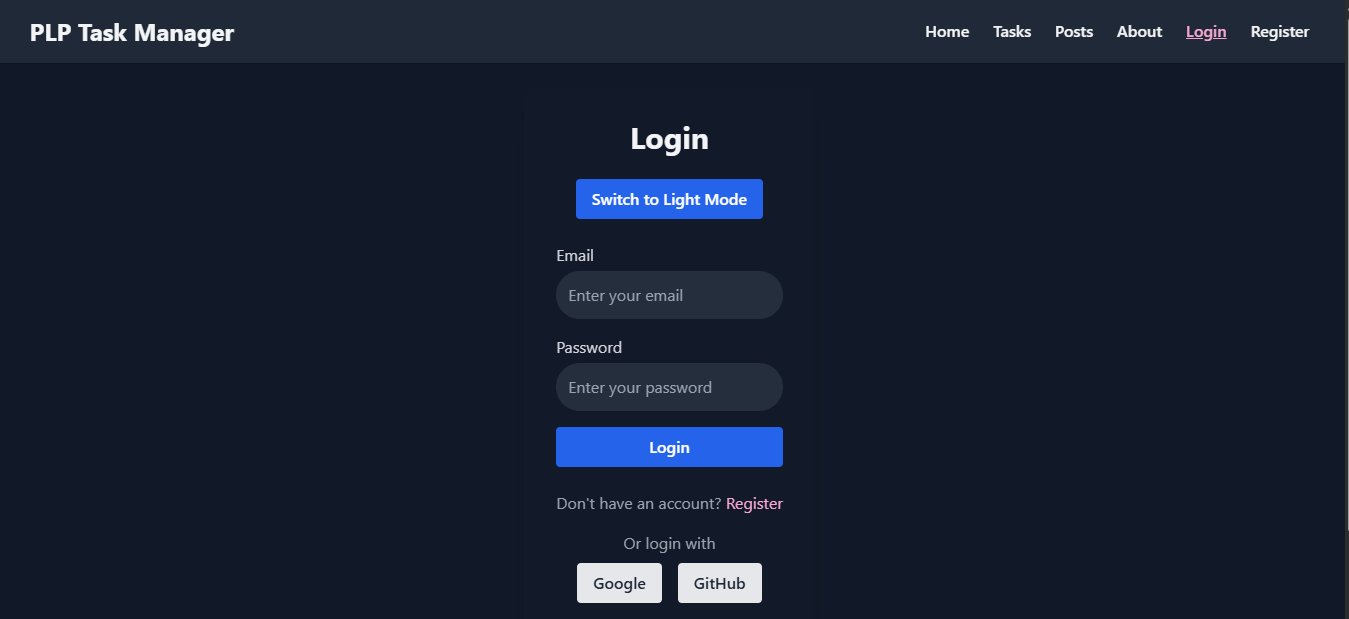 PLP Task Manager
Home Tasks Posts About Login Register
Login
Switch to Light Mode
Email
Enter your email
Password
Enter your password
Login
Don't have an account? Register
Or login with
Google GitHub